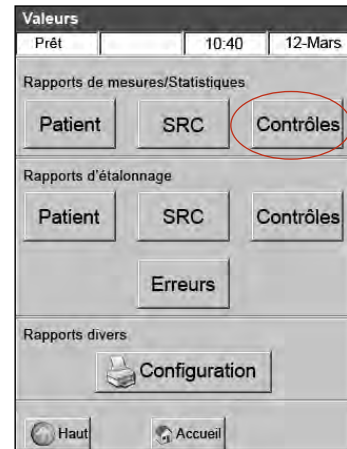 Valeurs
Prêt 10:40 12-Mars
Rapports de mesures/Statistiques
Patient SRC Contrôles
Rapports d'étalonnage
Patient SRC Contrôles
Erreurs
Rapports divers
Configuration
Haut Accueil